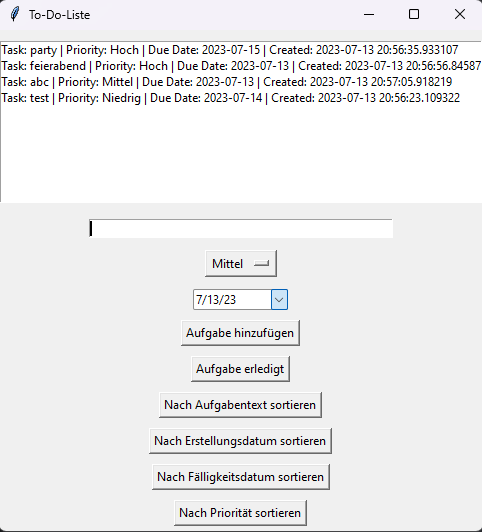 To-Do-Liste
Task: party | Priority: Hoch | Due Date: 2023-07-15 | Created: 2023-07-13 20:56:35.933107
Task: feierabend | Priority: Hoch | Due Date: 2023-07-13 | Created: 2023-07-13 20:56:56.84587
Task: abc | Priority: Mittel | Due Date: 2023-07-13 | Created: 2023-07-13 20:57:05.918219
Task: test | Priority: Niedrig | Due Date: 2023-07-14 | Created: 2023-07-13 20:56:23.109322
Mittel
7/13/23
Aufgabe hinzufügen
Aufgabe erledigt
Nach Aufgabentext sortieren
Nach Erstellungsdatum sortieren
Nach Fälligkeitsdatum sortieren
Nach Priorität sortieren